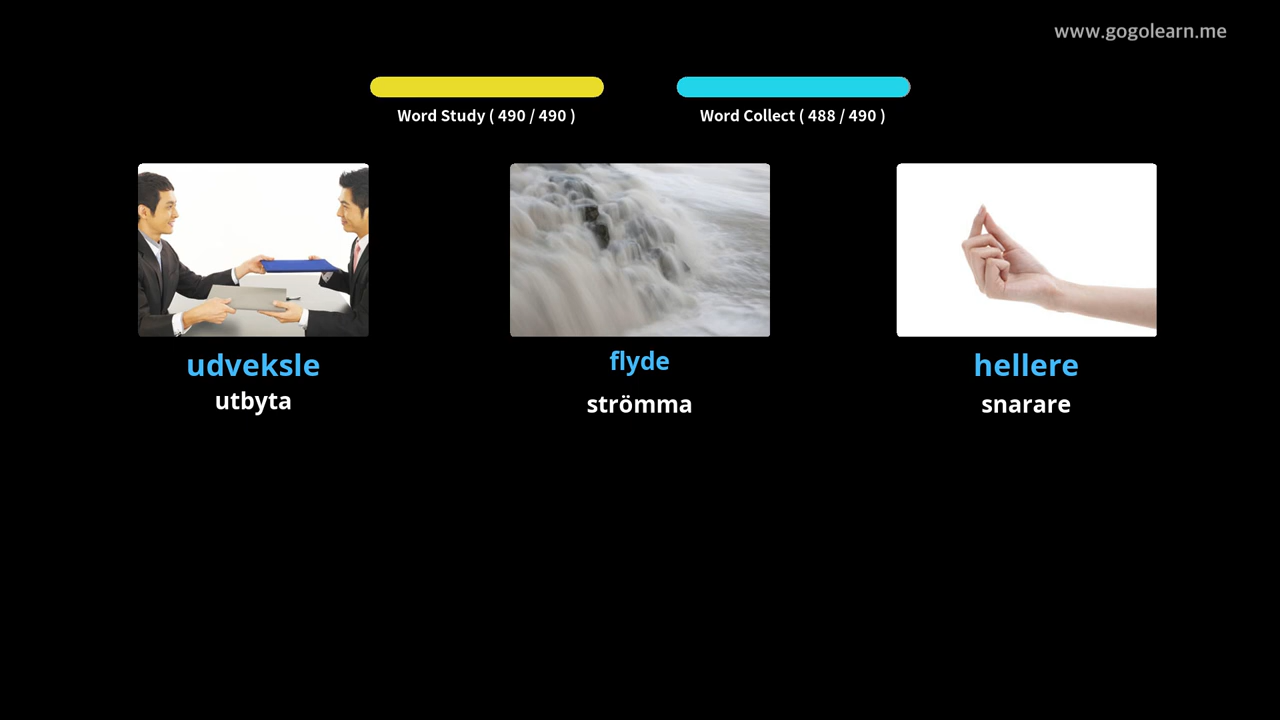 www.gogolearn.me
Word Study ( 490 / 490 )
Word Collect ( 488 / 490 )
udveksle
utbyta
flyde
strömma
hellere
snarare